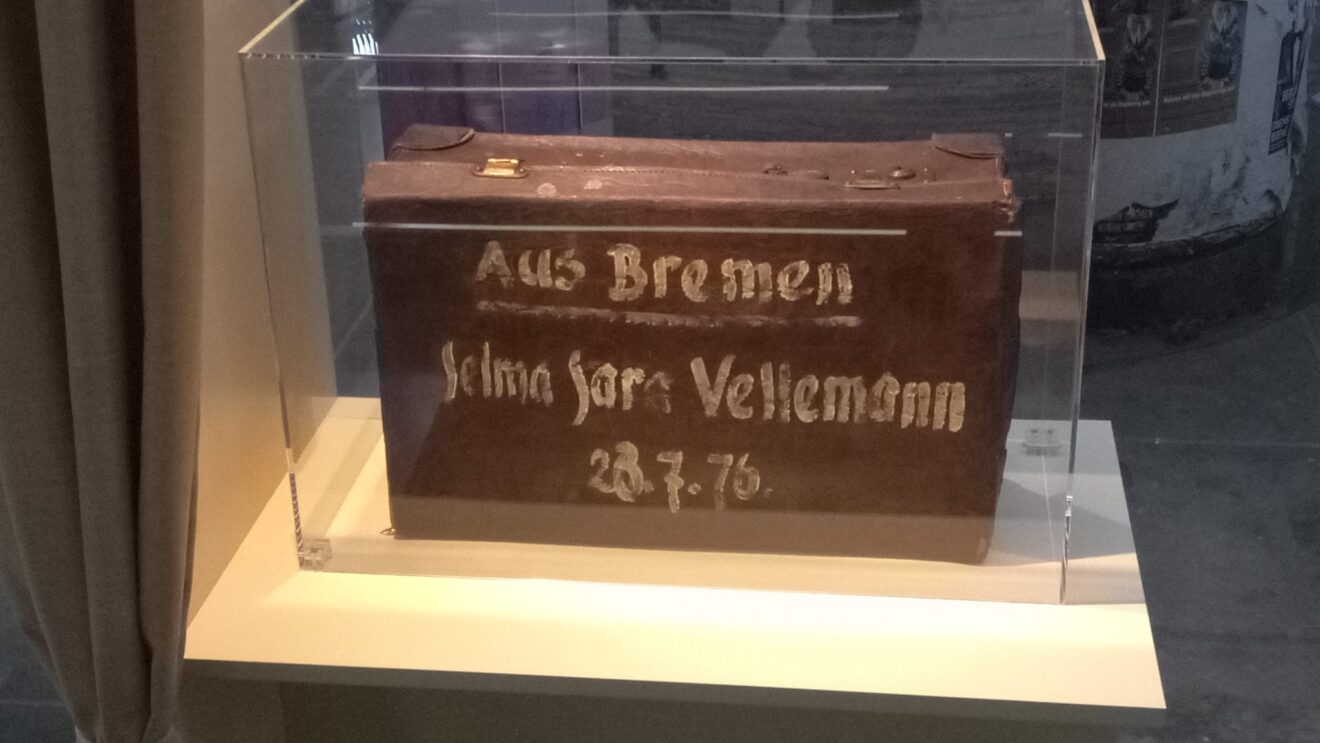 Aus Bremen
Selma Sara Vellemann
28.7.76.